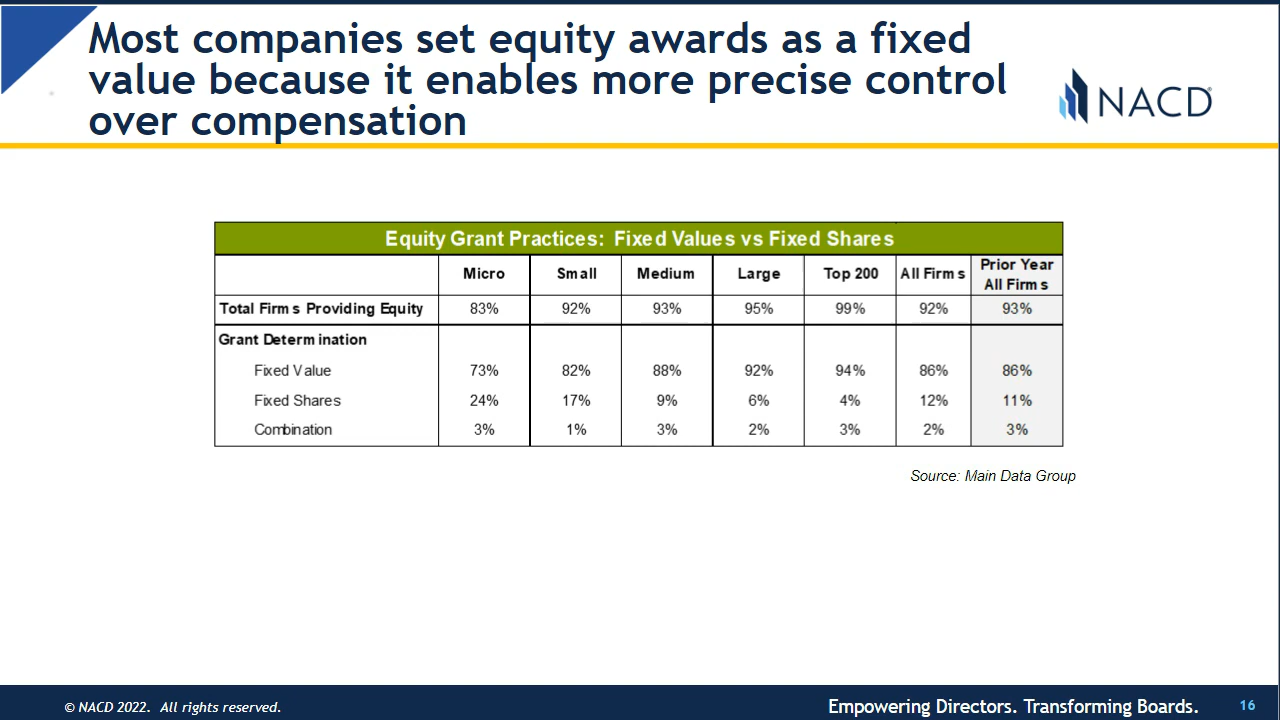 Most companies set equity awards as a fixed
value because it enables more precise control
over compensation
NACD
Equity Grant Practices: Fixed Values vs Fixed Shares
Micro Small Medium Large Top 200 All Firms Prior Year All Firms
Total Firms Providing Equity 83% 92% 93% 95% 99% 92% 93%
Grant Determination
Fixed Value 73% 82% 88% 92% 94% 86% 86%
Fixed Shares 24% 17% 9% 6% 4% 12% 11%
Combination 3% 1% 3% 2% 3% 2% 3%
Source: Main Data Group
© NACD 2022. All rights reserved.
Empowering Directors. Transforming Boards.
16